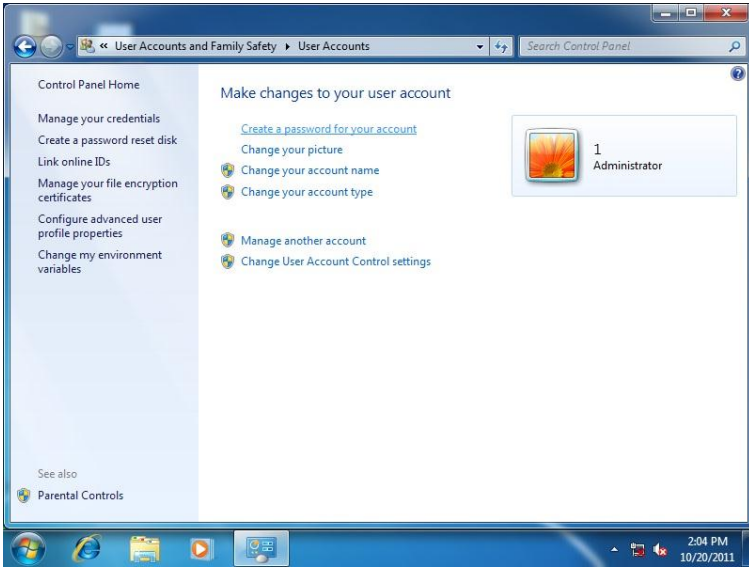 « User Accounts and Family Safety ▸ User Accounts
Search Control Panel
Control Panel Home
Manage your credentials
Create a password reset disk
Link online IDs
Manage your file encryption
certificates
Configure advanced user
profile properties
Change my environment
variables
See also
Parental Controls
Make changes to your user account
Create a password for your account
Change your picture
Change your account name
Change your account type
Manage another account
Change User Account Control settings
1
Administrator
2:04 PM
10/20/2011